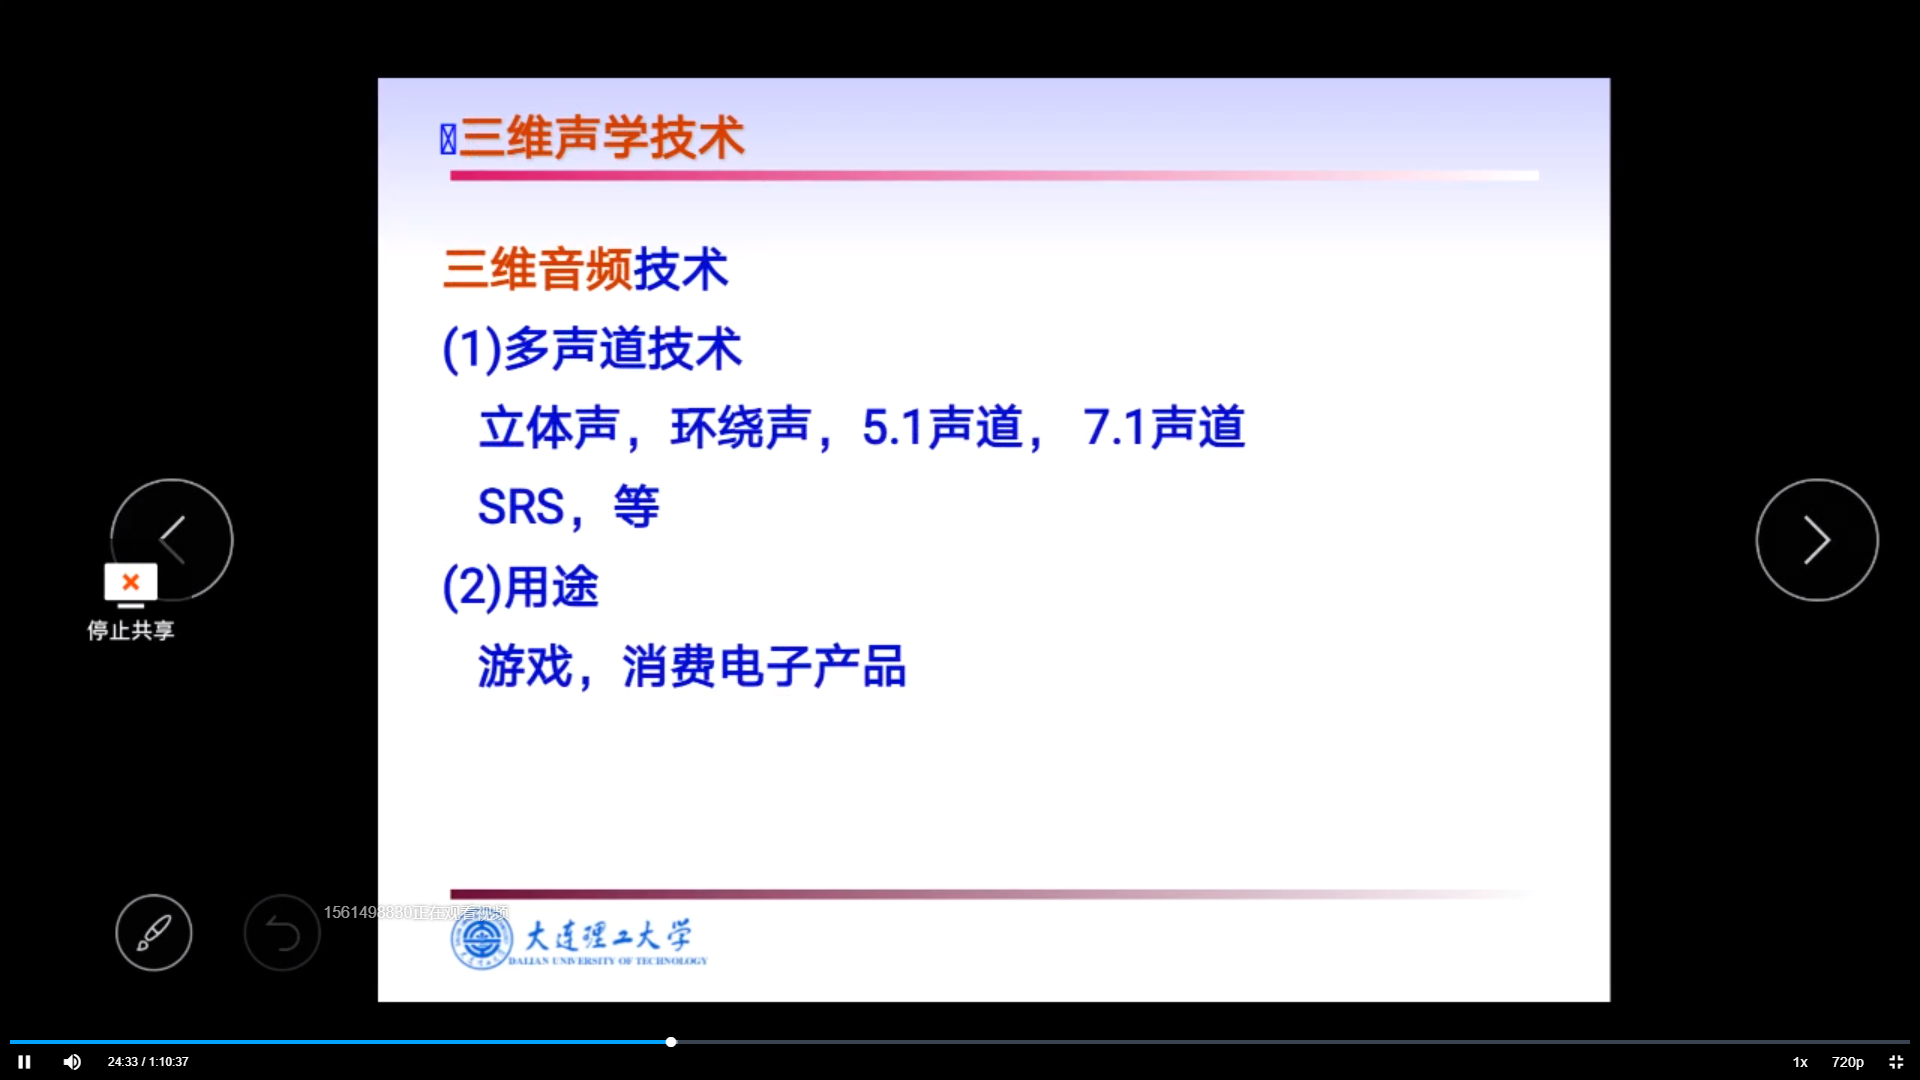 三维声学技术
三维音频技术
(1)多声道技术
立体声，环绕声，5.1声道， 7.1声道
SRS，等
(2)用途
游戏，消费电子产品
停止共享
1561498830正在观看视频
大连理工大学
DALIAN UNIVERSITY OF TECHNOLOGY
24:33 / 1:10:37
1x
720p